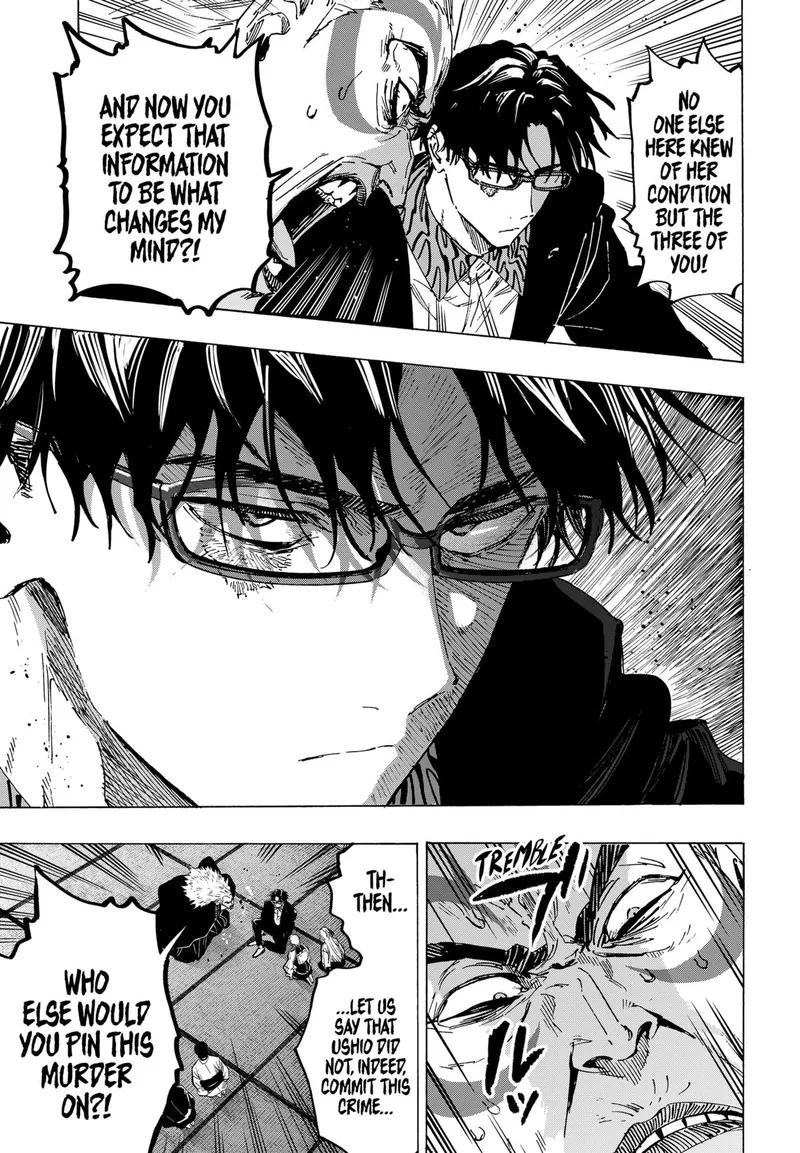 NO
ONE ELSE
HERE KNEW
OF HER
CONDITION
BUT THE
THREE OF
YOU!
AND NOW YOU
EXPECT THAT
INFORMATION
TO BE WHAT
CHANGES MY
MIND?!
TREMBLE
ブ
ル
TH-
THEN...
...LET US
SAY THAT
USHIO DID
NOT, INDEED,
COMMIT THIS
CRIME...
WHO
ELSE WOULD
YOU PIN THIS
MURDER
ON?!